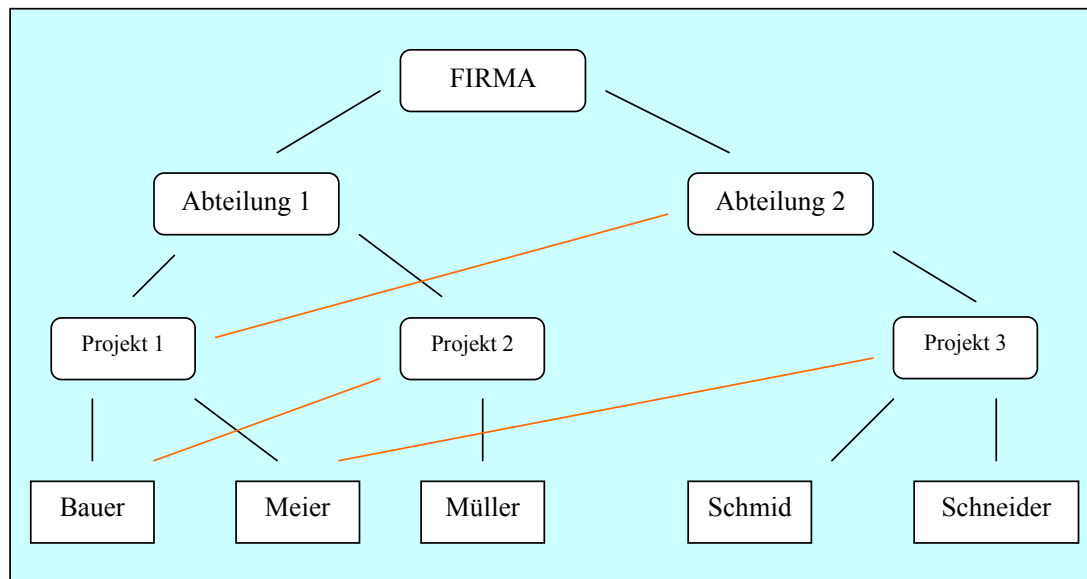 FIRMA
Abteilung 1
Abteilung 2
Projekt 1
Projekt 2
Projekt 3
Bauer
Meier
Müller
Schmid
Schneider